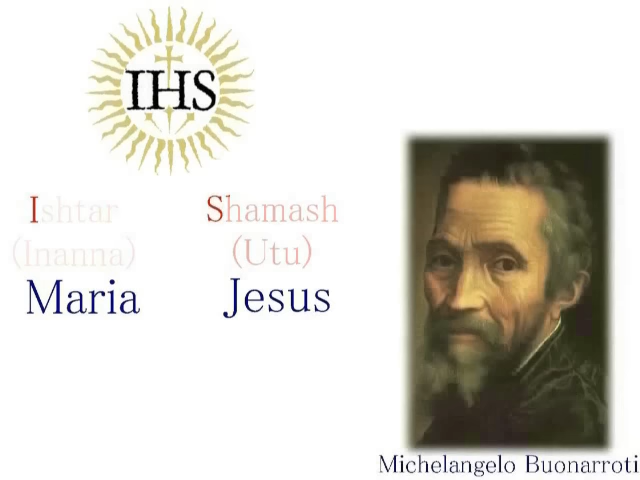 IHS
Ishtar
Shamash
(Inanna)
(Utu)
Maria
Jesus
Michelangelo Buonarroti